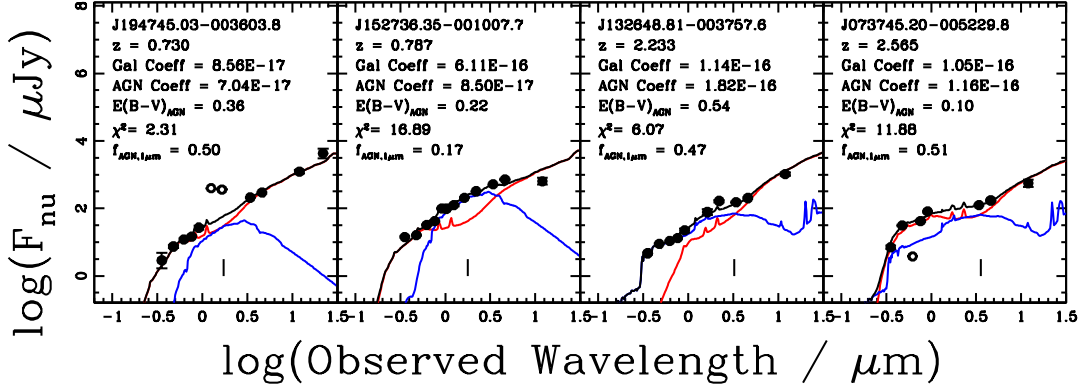 J194745.03-003603.8
z = 0.730
Gal Coeff = 8.56E-17
AGN Coeff = 7.04E-17
E(B-V)AGN = 0.36
χ²= 2.31
fAGN,1μm = 0.50
J152736.35-001007.7
z = 0.787
Gal Coeff = 6.11E-16
AGN Coeff = 8.50E-17
E(B-V)AGN = 0.22
χ²= 16.89
fAGN,1μm = 0.17
J132648.81-003757.6
z = 2.233
Gal Coeff = 1.14E-16
AGN Coeff = 1.82E-16
E(B-V)AGN = 0.54
χ²= 6.07
fAGN,1μm = 0.47
J073745.20-005229.8
z = 2.565
Gal Coeff = 1.05E-16
AGN Coeff = 1.16E-16
E(B-V)AGN = 0.10
χ²= 11.88
fAGN,1μm = 0.51
8
6
4
2
0
log(Fnu / μJy)
-1 -0.5 0 0.5 1 1.5 -1 -0.5 0 0.5 1 1.5 -1 -0.5 0 0.5 1 1.5 -1 -0.5 0 0.5 1 1.5
log(Observed Wavelength / μm)